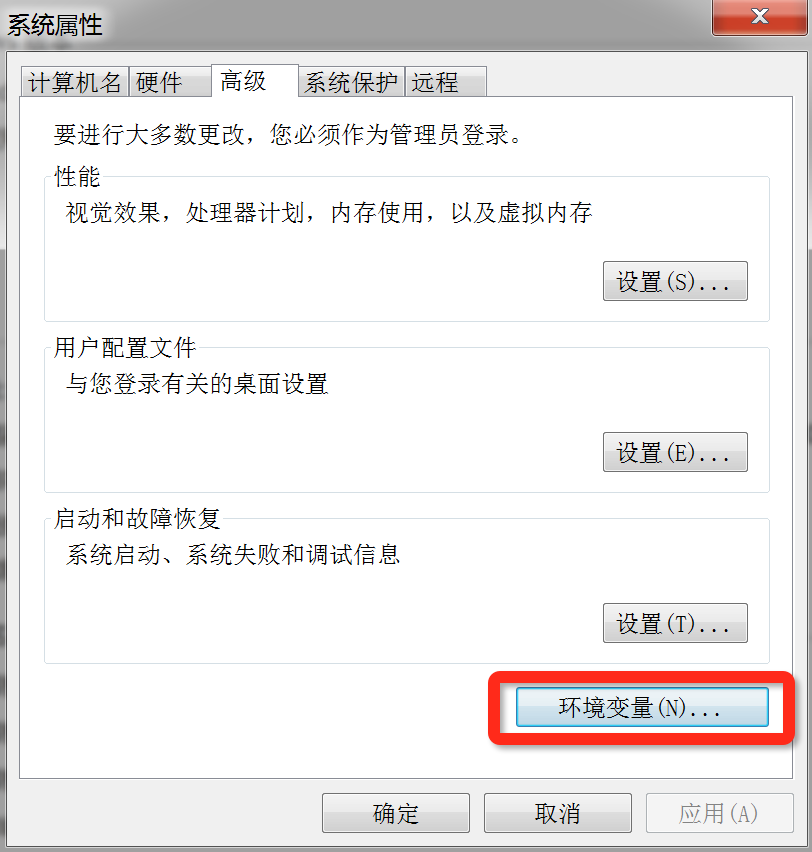 系统属性
计算机名 硬件 高级 系统保护 远程
要进行大多数更改，您必须作为管理员登录。
性能
视觉效果，处理器计划，内存使用，以及虚拟内存
设置(S)...
用户配置文件
与您登录有关的桌面设置
设置(E)...
启动和故障恢复
系统启动、系统失败和调试信息
设置(T)...
环境变量(N)...
确定 取消 应用(A)